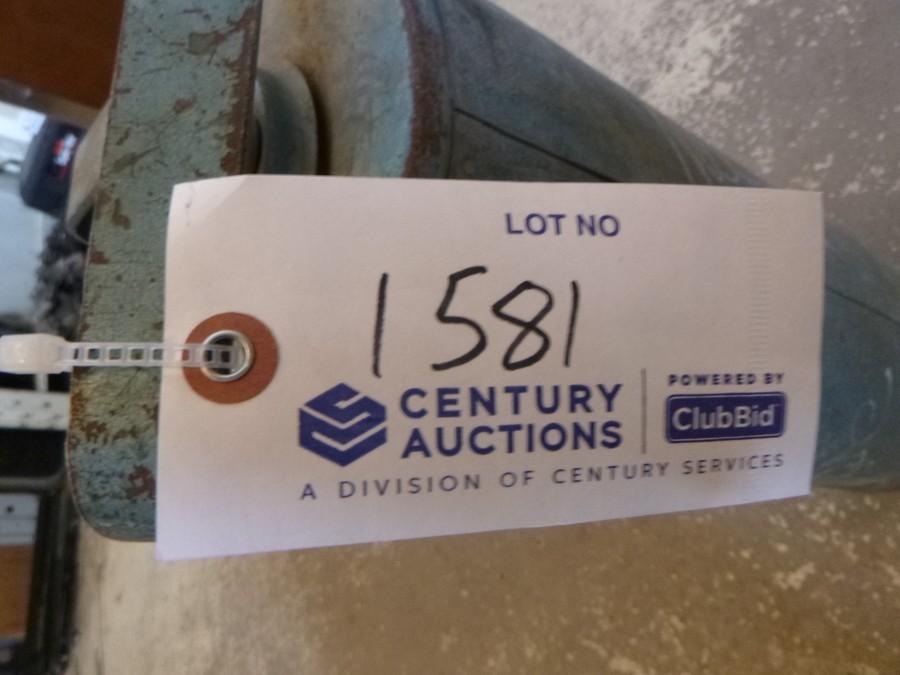 LOT NO
1581
CENTURY AUCTIONS
POWERED BY
ClubBid
A DIVISION OF CENTURY SERVICES